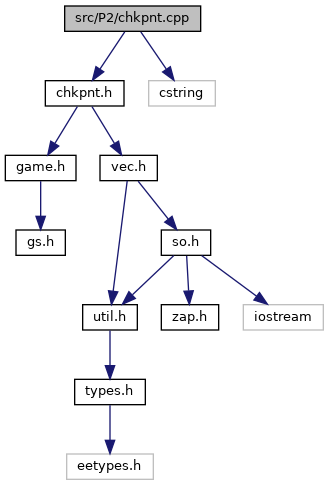 src/P2/chkpnt.cpp
chkpnt.h
cstring
game.h
vec.h
gs.h
so.h
util.h
zap.h
iostream
types.h
eetypes.h